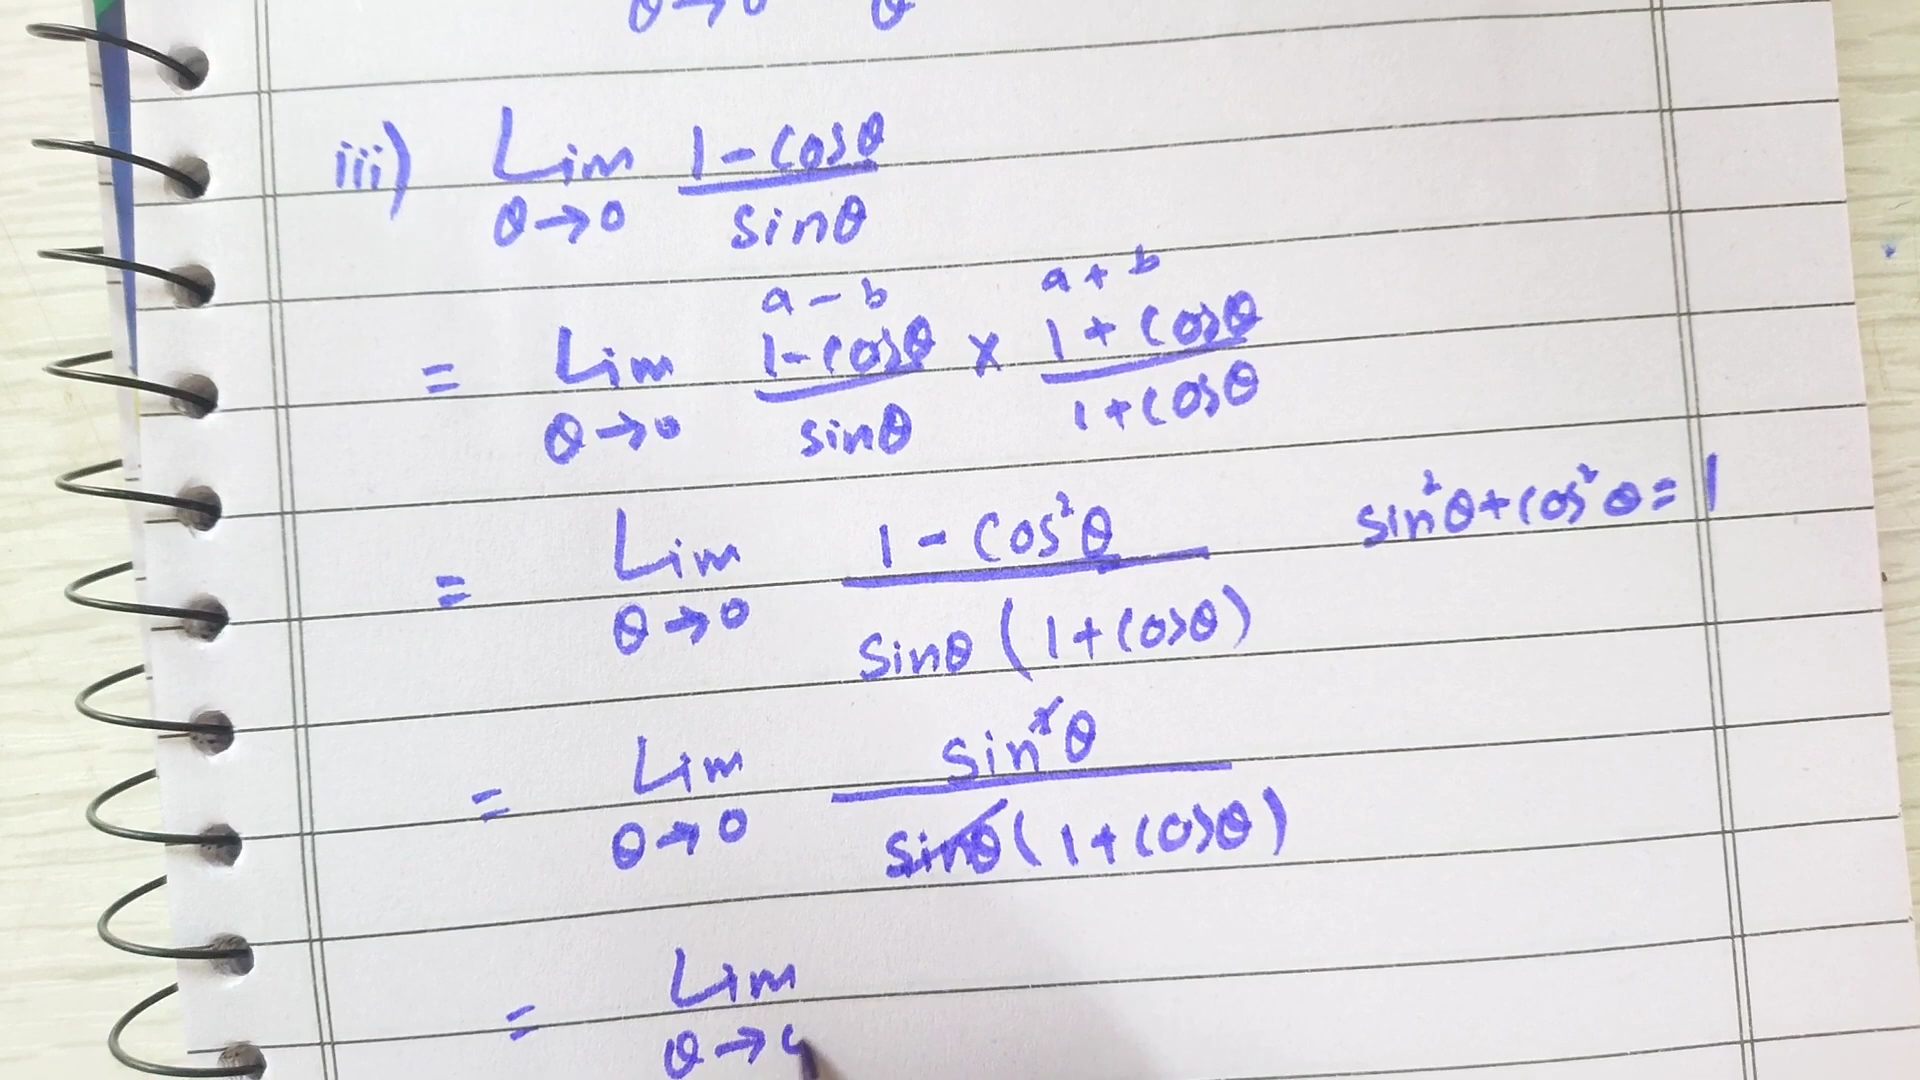 θ→0 θ
iii) Lim 1-cosθ
θ→0 sinθ
a-b a+b
= Lim 1-cosθ × 1+cosθ
θ→0 sinθ 1+cosθ
= Lim 1-cos²θ sin²θ+cos²θ=1
θ→0 sinθ(1+cosθ)
= Lim sin²θ
θ→0 sinθ(1+cosθ)
= Lim
θ→